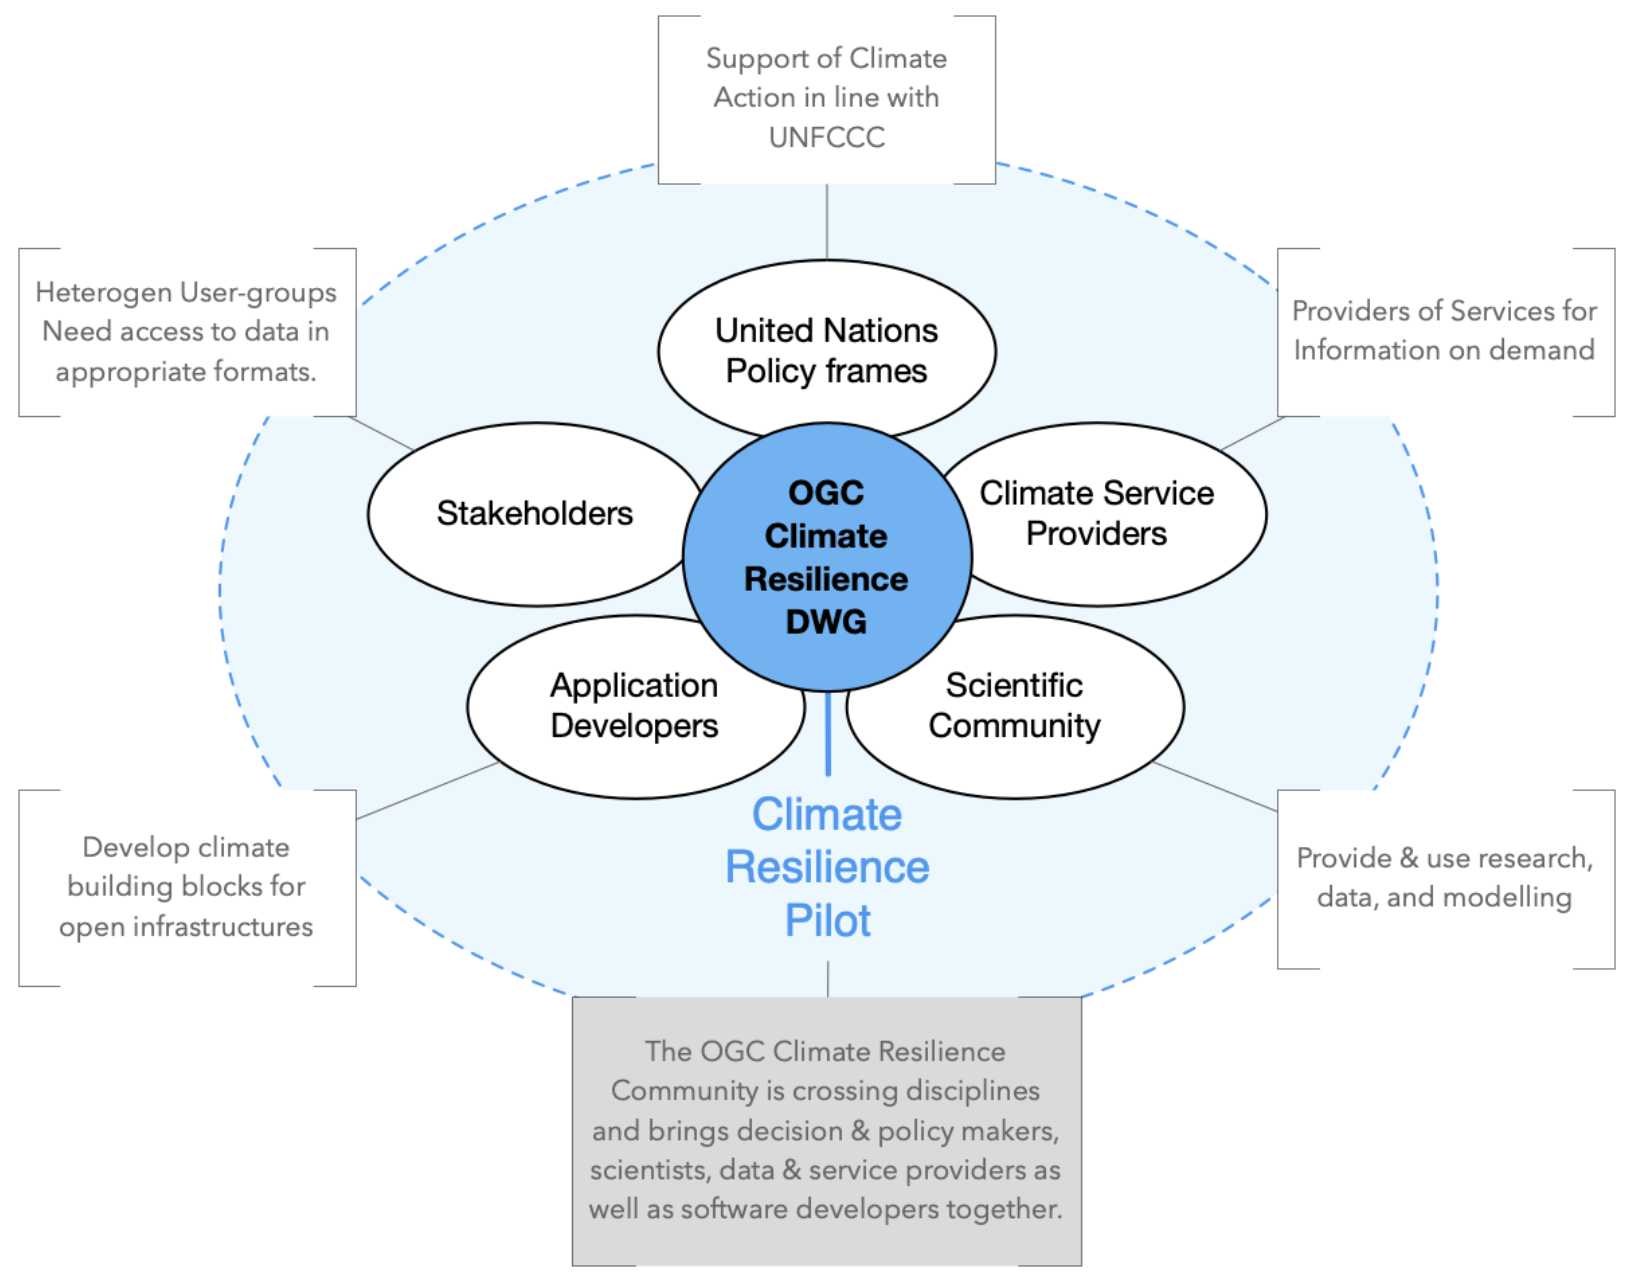 Support of Climate
Action in line with
UNFCCC
Heterogen User-groups
Need access to data in
appropriate formats.
Providers of Services for
Information on demand
United Nations
Policy frames
Stakeholders
OGC
Climate
Resilience
DWG
Climate Service
Providers
Application
Developers
Scientific
Community
Climate
Resilience
Pilot
Develop climate
building blocks for
open infrastructures
Provide & use research,
data, and modelling
The OGC Climate Resilience
Community is crossing disciplines
and brings decision & policy makers,
scientists, data & service providers as
well as software developers together.